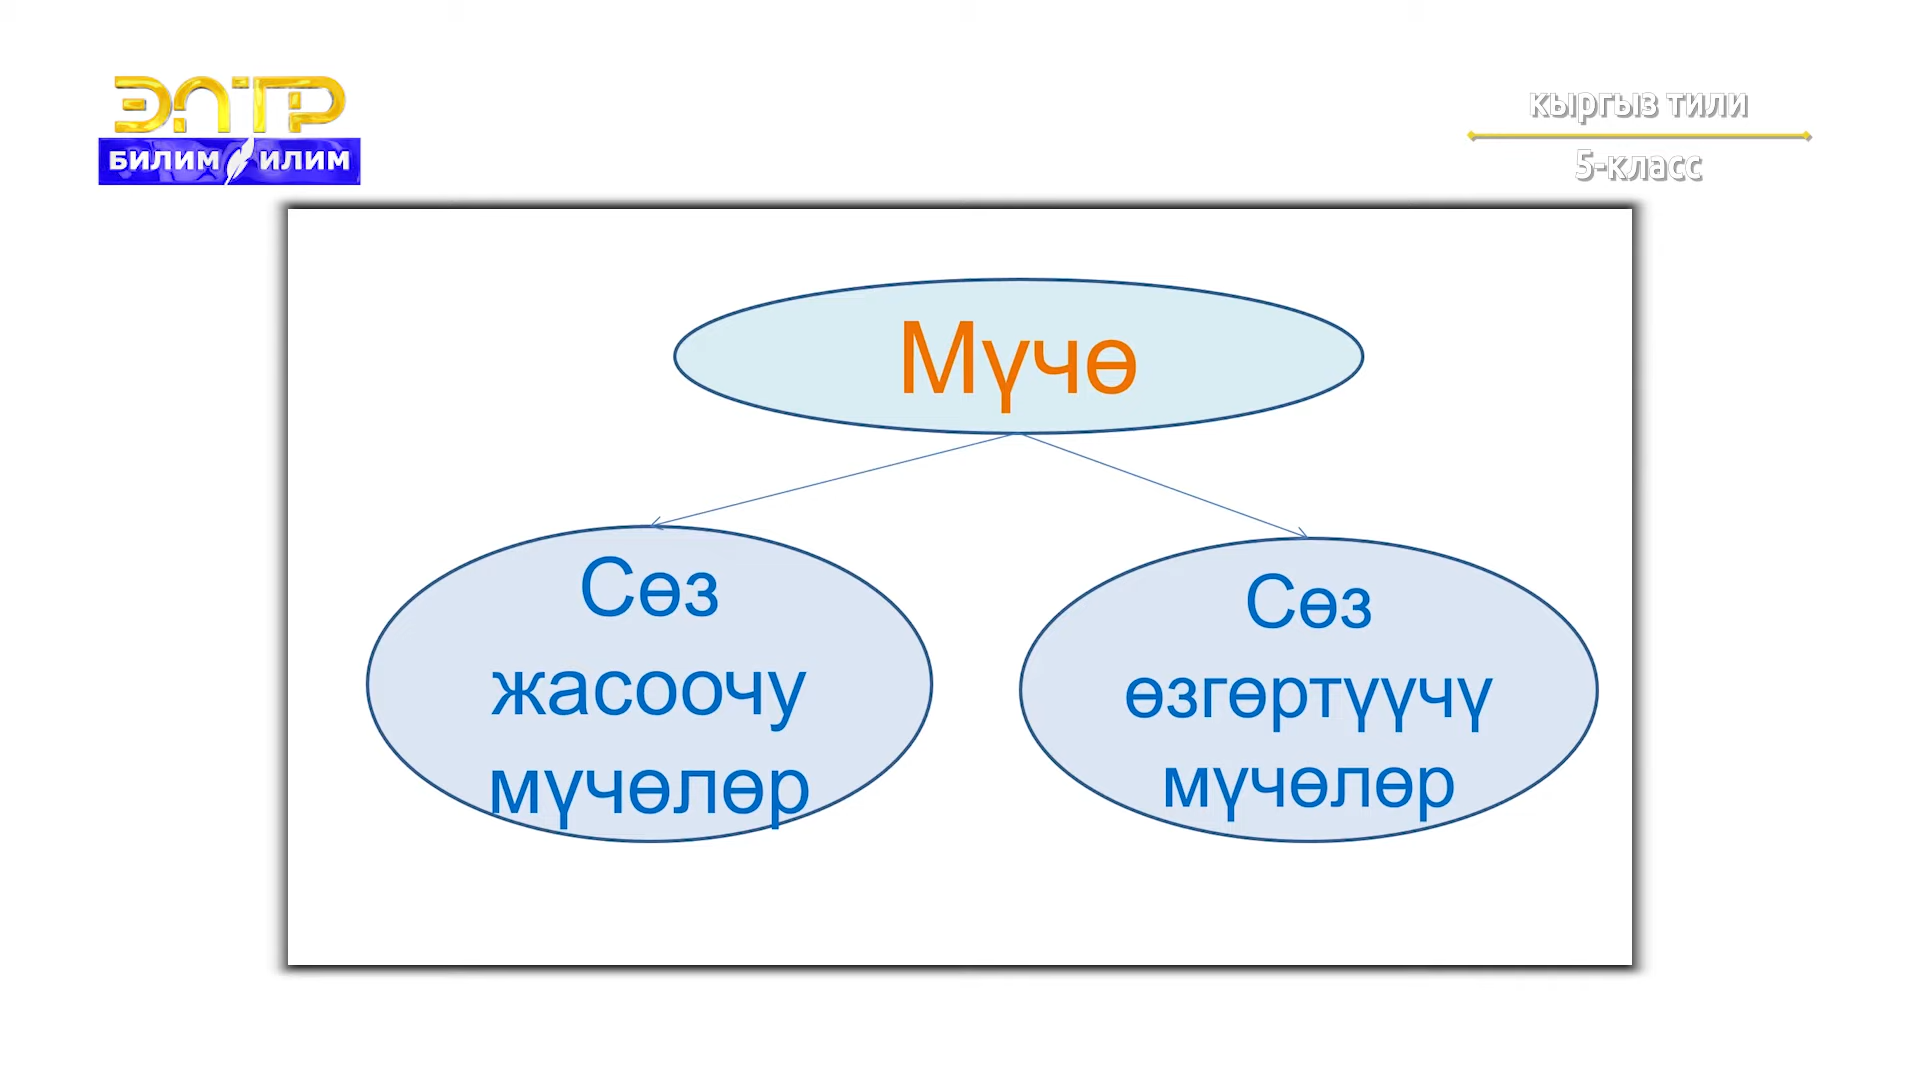 ЭЛТР
БИЛИМ ИЛИМ
кыргыз тили
5-класс
Мүчө
Сөз
жасоочу
мүчөлөр
Сөз
өзгөртүүчү
мүчөлөр